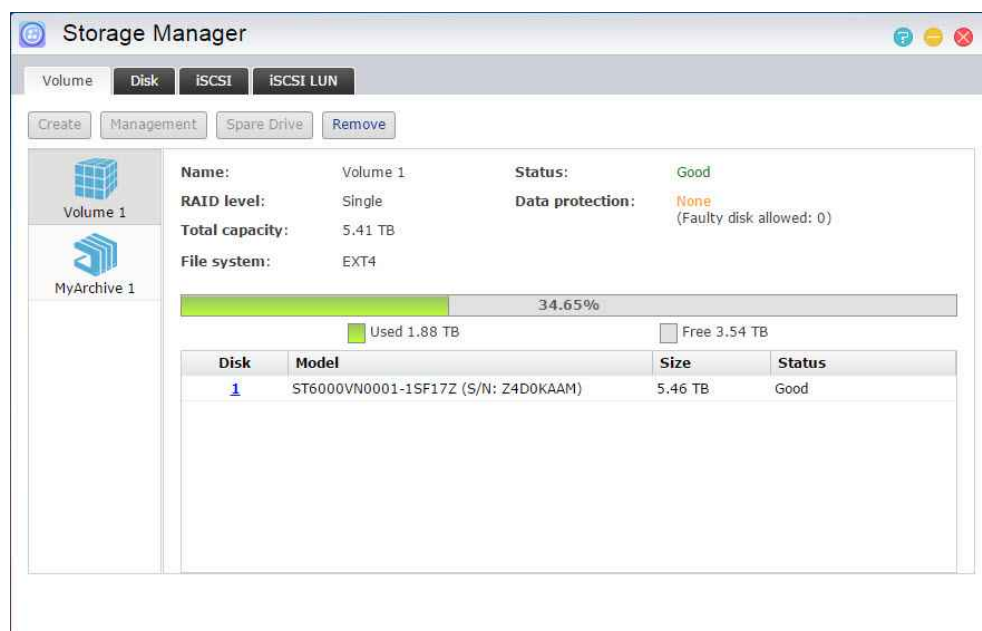 Storage Manager
Volume Disk iSCSI iSCSI LUN
Create Management Spare Drive Remove
Volume 1
MyArchive 1
Name: Volume 1 Status: Good
RAID level: Single Data protection: None
(Faulty disk allowed: 0)
Total capacity: 5.41 TB
File system: EXT4
34.65%
Used 1.88 TB Free 3.54 TB
Disk Model Size Status
1 ST6000VN0001-1SF17Z (S/N: Z4D0KAAM) 5.46 TB Good